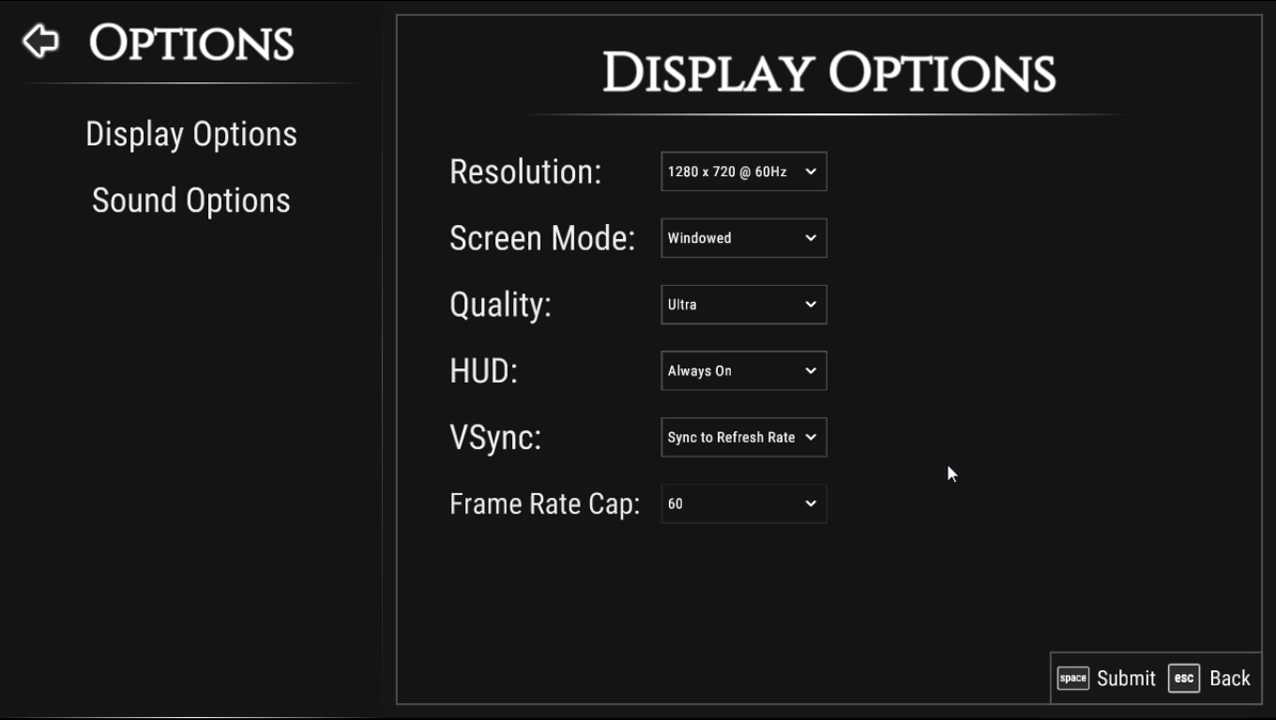 Options
Display Options
Sound Options
Display Options
Resolution: 1280 x 720 @ 60Hz
Screen Mode: Windowed
Quality: Ultra
HUD: Always On
VSync: Sync to Refresh Rate
Frame Rate Cap: 60
space Submit esc Back